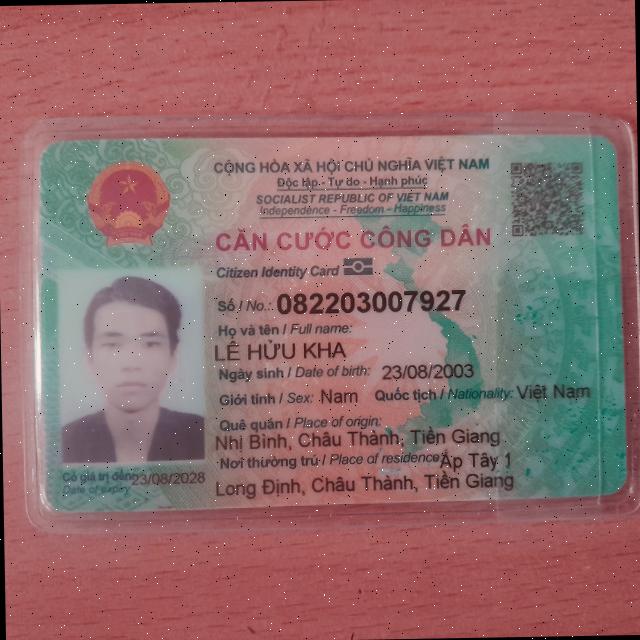 CỘNG HÒA XÃ HỘI CHỦ NGHĨA VIỆT NAM
Độc lập - Tự do - Hạnh phúc
SOCIALIST REPUBLIC OF VIET NAM
Independence - Freedom - Happiness
CĂN CƯỚC CÔNG DÂN
Citizen Identity Card
Số / No.: 082203007927
Họ và tên / Full name:
LÊ HỬU KHA
Ngày sinh / Date of birth: 23/08/2003
Giới tính / Sex: Nam Quốc tịch / Nationality: Việt Nam
Quê quán / Place of origin:
Nhị Bình, Châu Thành, Tiền Giang
Nơi thường trú / Place of residence: Ấp Tây 1
Long Định, Châu Thành, Tiền Giang
Có giá trị đến: 23/08/2028
Date of expiry